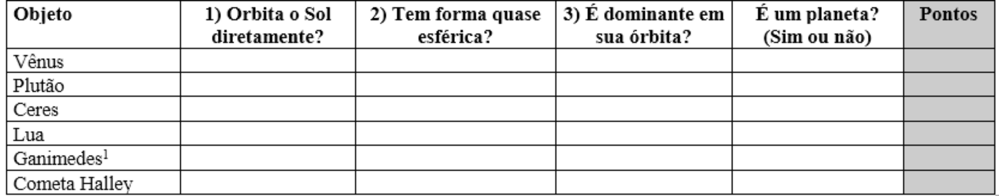 Objeto
1) Orbita o Sol
diretamente?
2) Tem forma quase
esférica?
3) É dominante em
sua órbita?
É um planeta?
(Sim ou não)
Pontos
Vênus
Plutão
Ceres
Lua
Ganimedes¹
Cometa Halley